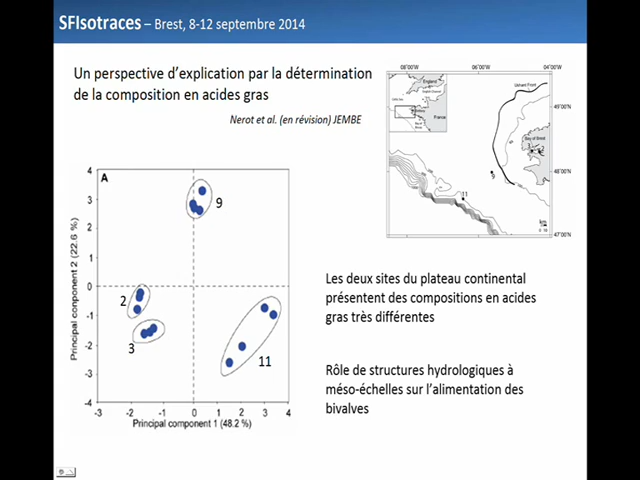 SFIsotraces – Brest, 8-12 septembre 2014
Un perspective d'explication par la détermination
de la composition en acides gras
Nerot et al. (en révision) JEMBE
08°00'W 06°00'W 04°00'W
England
France
Ushant Front
Bay of Brest
49°00'N
48°00'N
47°00'N
9
11
A
Principal component 2 (22.6 %)
4
3
2
1
0
-1
-2
-3
-4
9
2
3
11
-3 -2 -1 0 1 2 3 4
Principal component 1 (48.2 %)
Les deux sites du plateau continental
présentent des compositions en acides
gras très différentes
Rôle de structures hydrologiques à
méso-échelles sur l'alimentation des
bivalves